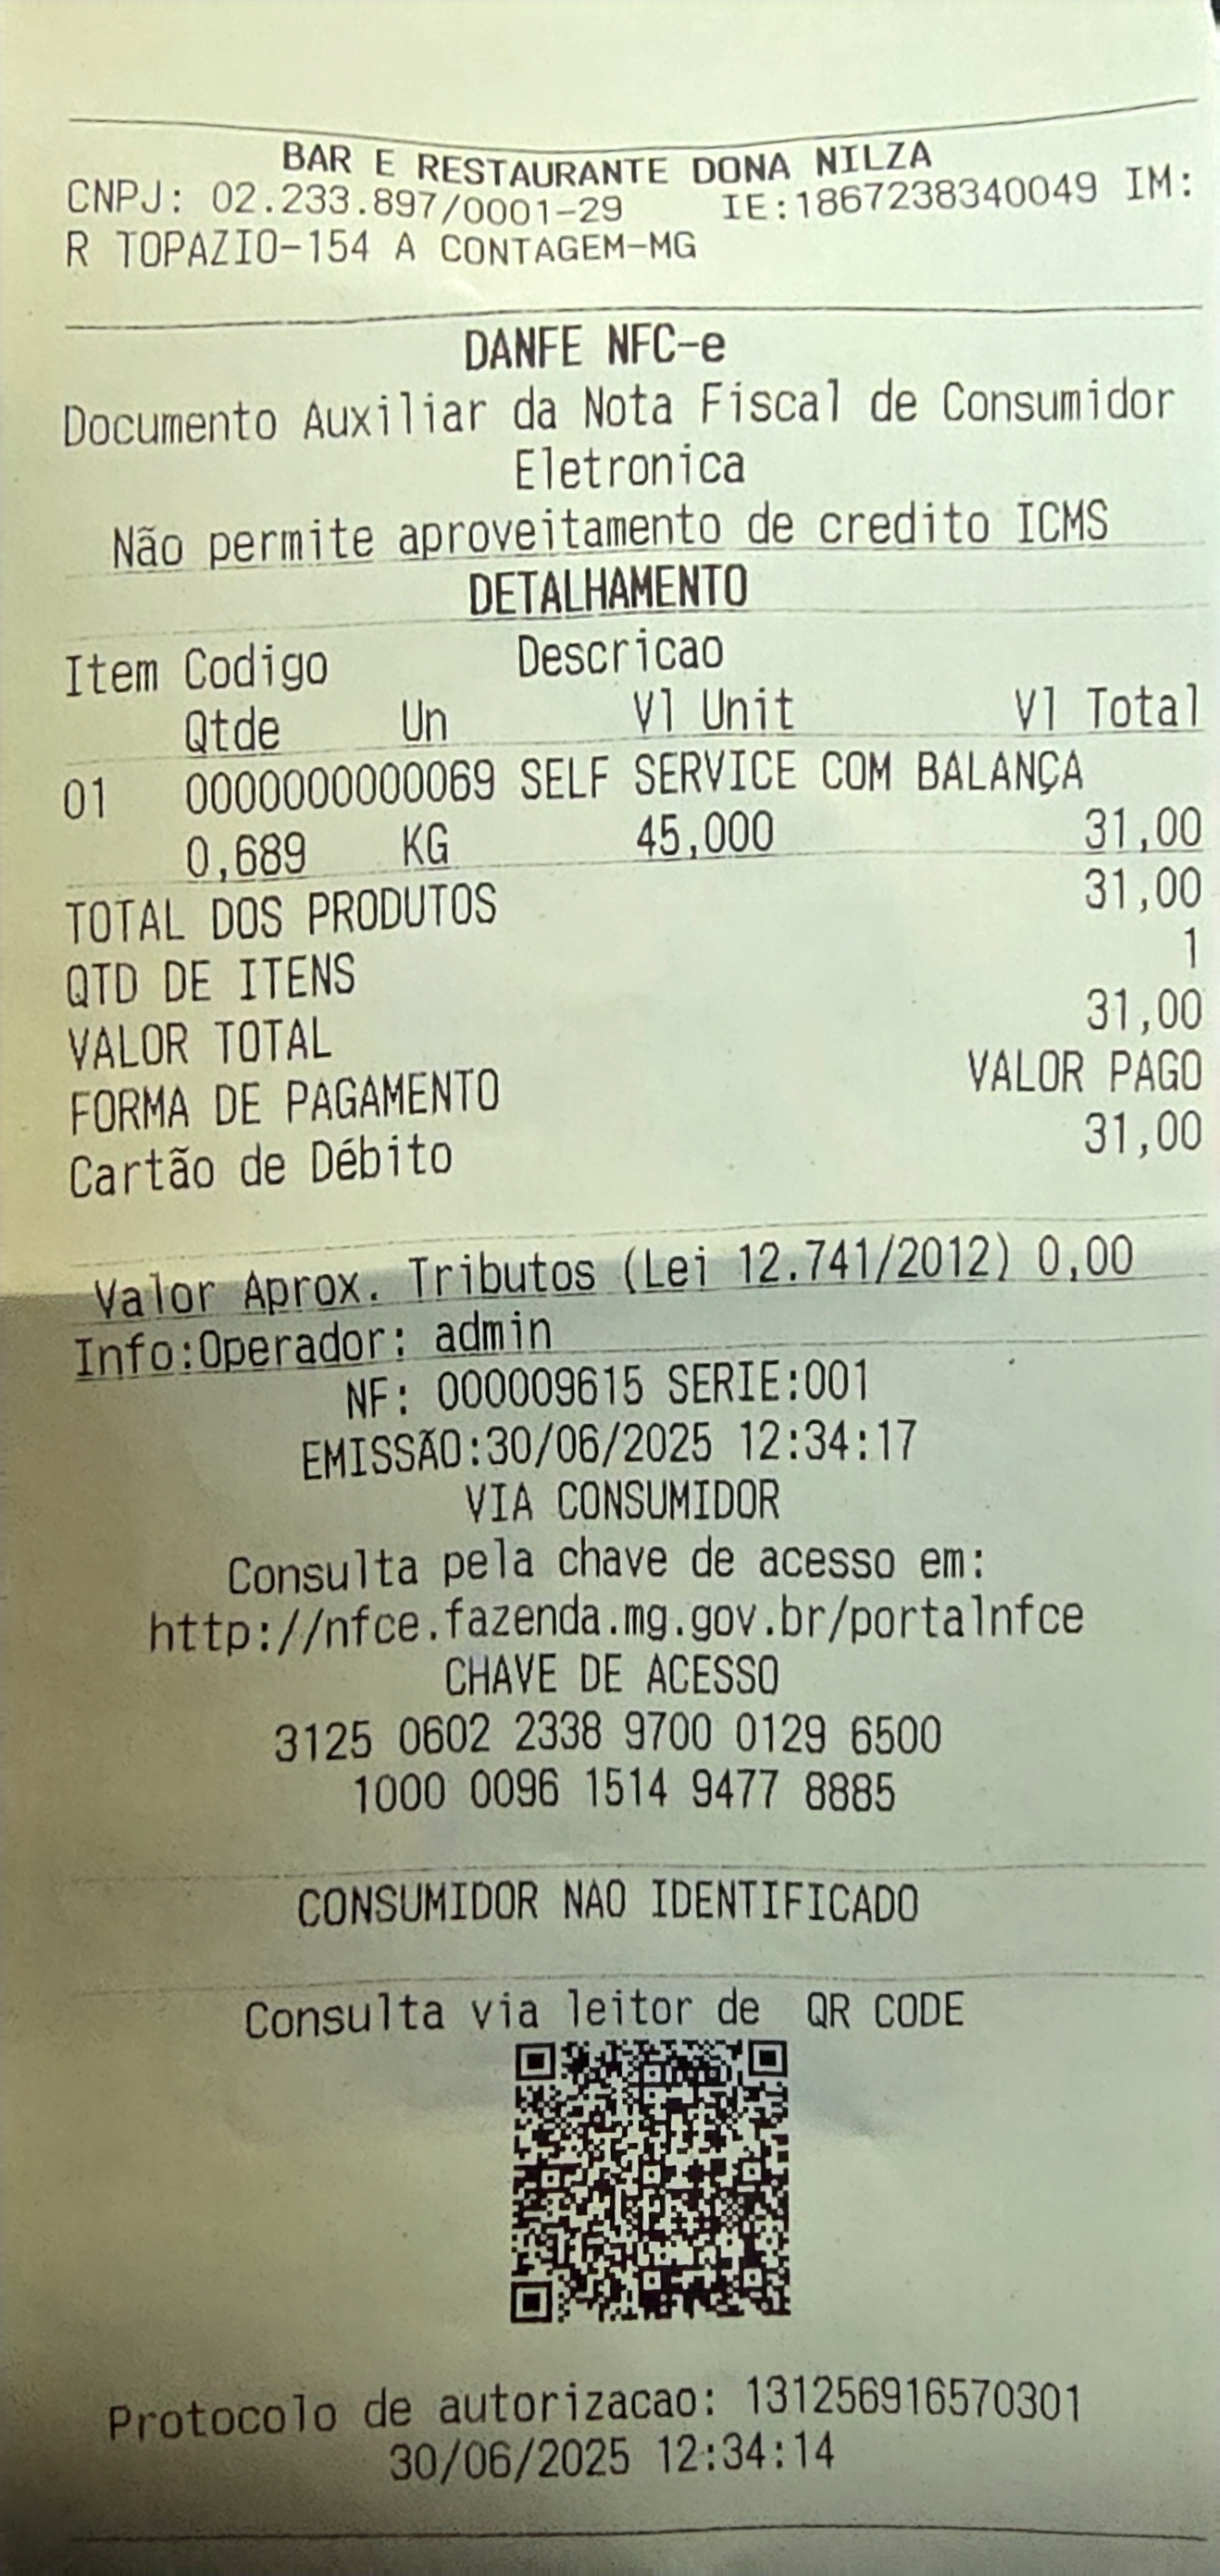 BAR E RESTAURANTE DONA NILZA
CNPJ: 02.233.897/0001-29 IE:1867238340049 IM:
R TOPAZIO-154 A CONTAGEM-MG
DANFE NFC-e
Documento Auxiliar da Nota Fiscal de Consumidor
Eletronica
Não permite aproveitamento de credito ICMS
DETALHAMENTO
Item Codigo Descricao
Qtde Un Vl Unit Vl Total
01 0000000000069 SELF SERVICE COM BALANÇA
0,689 KG 45,000 31,00
TOTAL DOS PRODUTOS 31,00
QTD DE ITENS 1
VALOR TOTAL 31,00
FORMA DE PAGAMENTO VALOR PAGO
Cartão de Débito 31,00
Valor Aprox. Tributos (Lei 12.741/2012) 0,00
Info:Operador: admin
NF: 000009615 SERIE:001
EMISSÃO:30/06/2025 12:34:17
VIA CONSUMIDOR
Consulta pela chave de acesso em:
http://nfce.fazenda.mg.gov.br/portalnfce
CHAVE DE ACESSO
3125 0602 2338 9700 0129 6500
1000 0096 1514 9477 8885
CONSUMIDOR NAO IDENTIFICADO
Consulta via leitor de QR CODE
Protocolo de autorizacao: 131256916570301
30/06/2025 12:34:14